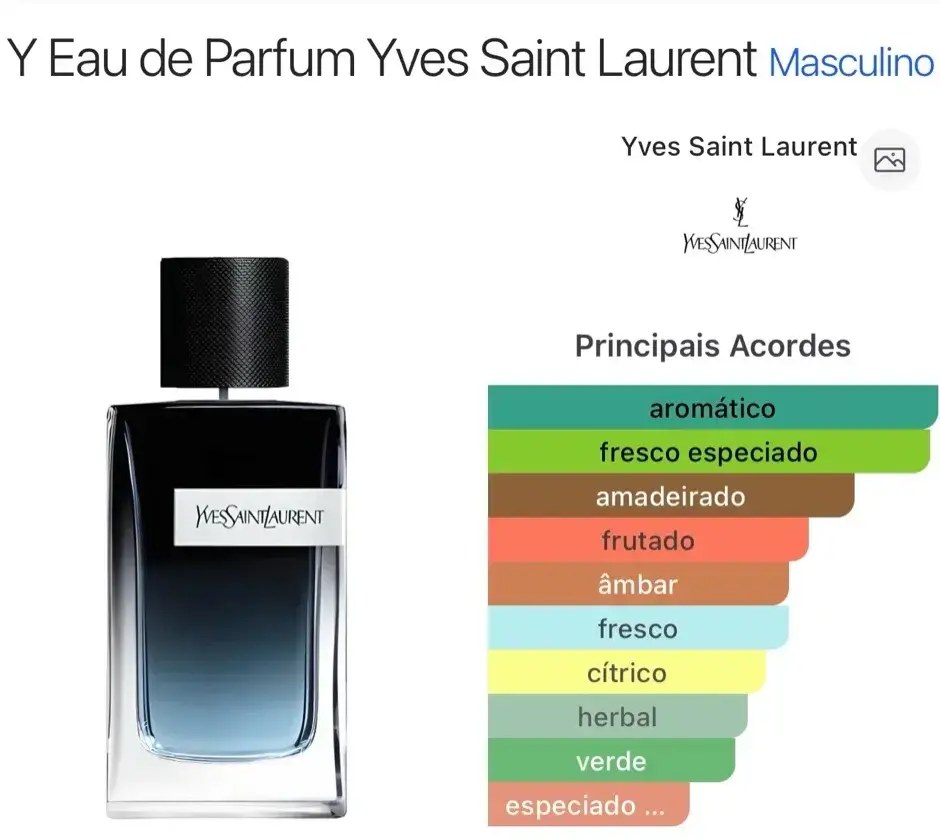 Y Eau de Parfum Yves Saint Laurent Masculino
Yves Saint Laurent
YSL
YVESSAINTLAURENT
YVESSAINTLAURENT
Principais Acordes
aromático
fresco especiado
amadeirado
frutado
âmbar
fresco
cítrico
herbal
verde
especiado ...